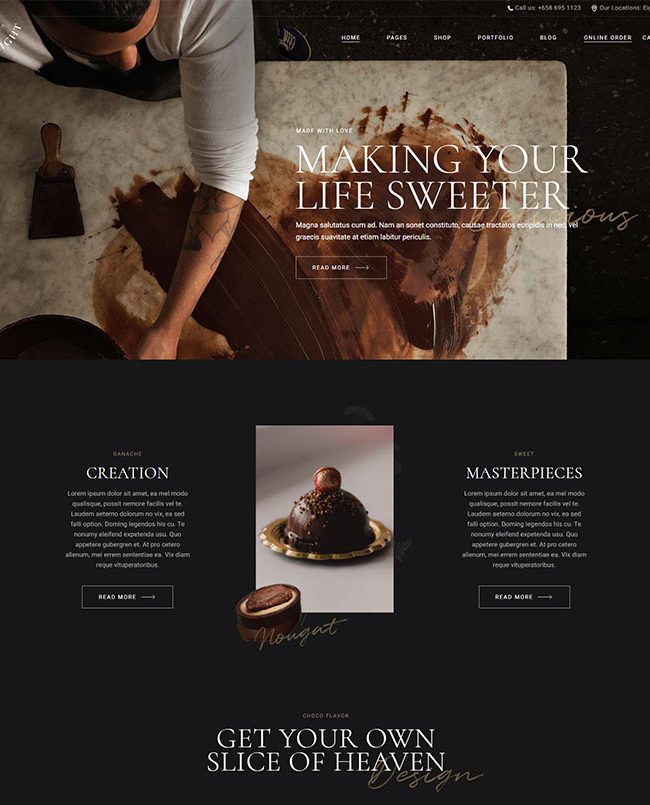 Call us: +658 695 1123
Our Locations:
HOME
PAGES
SHOP
PORTFOLIO
BLOG
ONLINE ORDER
MADE WITH LOVE
MAKING YOUR
LIFE SWEETER
Magna salutatus cum ad. Nam an sonet constituto, causae tractatos euripidis in nec. Vel
graecis suavitate at etiam labitur periculis.
READ MORE
GANACHE
CREATION
Lorem ipsum dolor sit amet, ea mel modo
qualisque, possit nemore facilis vel te.
Laudem aeterno dolorum no vix, ea sed
falli option. Doming legendos his cu. Te
nonumy eleifend expetenda usu. Quo
appetere gubergren et. At pro cetero
alienum, mei errem sententiae ea. Vix diam
reque vituperatoribus.
READ MORE
Nougat
SWEET
MASTERPIECES
Lorem ipsum dolor sit amet, ea mel modo
qualisque, possit nemore facilis vel te.
Laudem aeterno dolorum no vix, ea sed
falli option. Doming legendos his cu. Te
nonumy eleifend expetenda usu. Quo
appetere gubergren et. At pro cetero
alienum, mei errem sententiae ea. Vix diam
reque vituperatoribus.
READ MORE
CHOCO FLAVOR
GET YOUR OWN
SLICE OF HEAVEN
Design